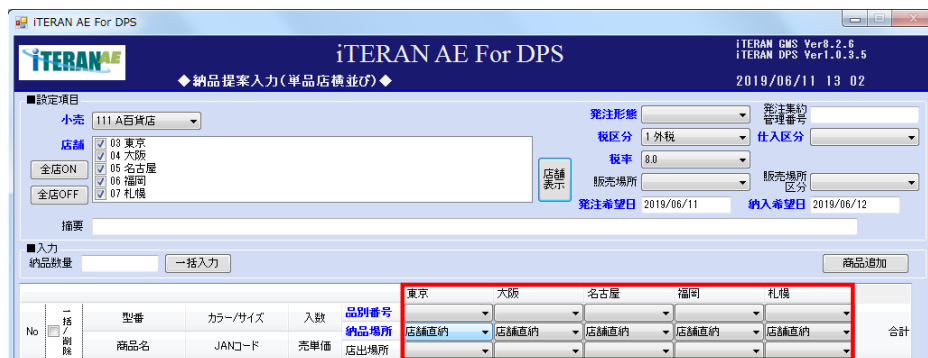 iTERAN AE For DPS
iTERAN AE
iTERAN AE For DPS
iTERAN GMS Ver8.2.6
iTERAN DPS Ver1.0.3.5
◆納品提案入力(単品店横並び)◆
2019/06/11 13 02
■設定項目
小売 111 A百貨店
発注形態
発注集約管理番号
店舗
03 東京
04 大阪
05 名古屋
06 福岡
07 札幌
全店ON
全店OFF
店舗表示
税区分 1 外税
仕入区分
税率 8.0
販売場所
販売場所区分
発注希望日 2019/06/11
納入希望日 2019/06/12
摘要
■入力
納品数量
一括入力
商品追加
東京 大阪 名古屋 福岡 札幌
No
一括/削除
型番 カラー/サイズ 入数 品別番号
納品場所 店舗直納 店舗直納 店舗直納 店舗直納 店舗直納 合計
商品名 JANコード 売単価 店出場所